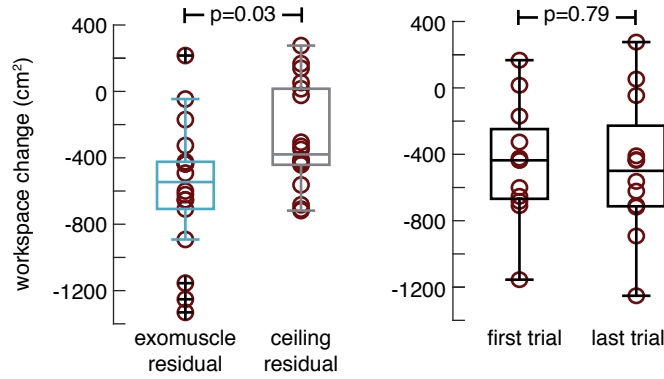 p=0.03
400
0
-400
-800
-1200
workspace change (cm²)
exomuscle
residual
ceiling
residual
p=0.79
400
0
-400
-800
-1200
first trial
last trial